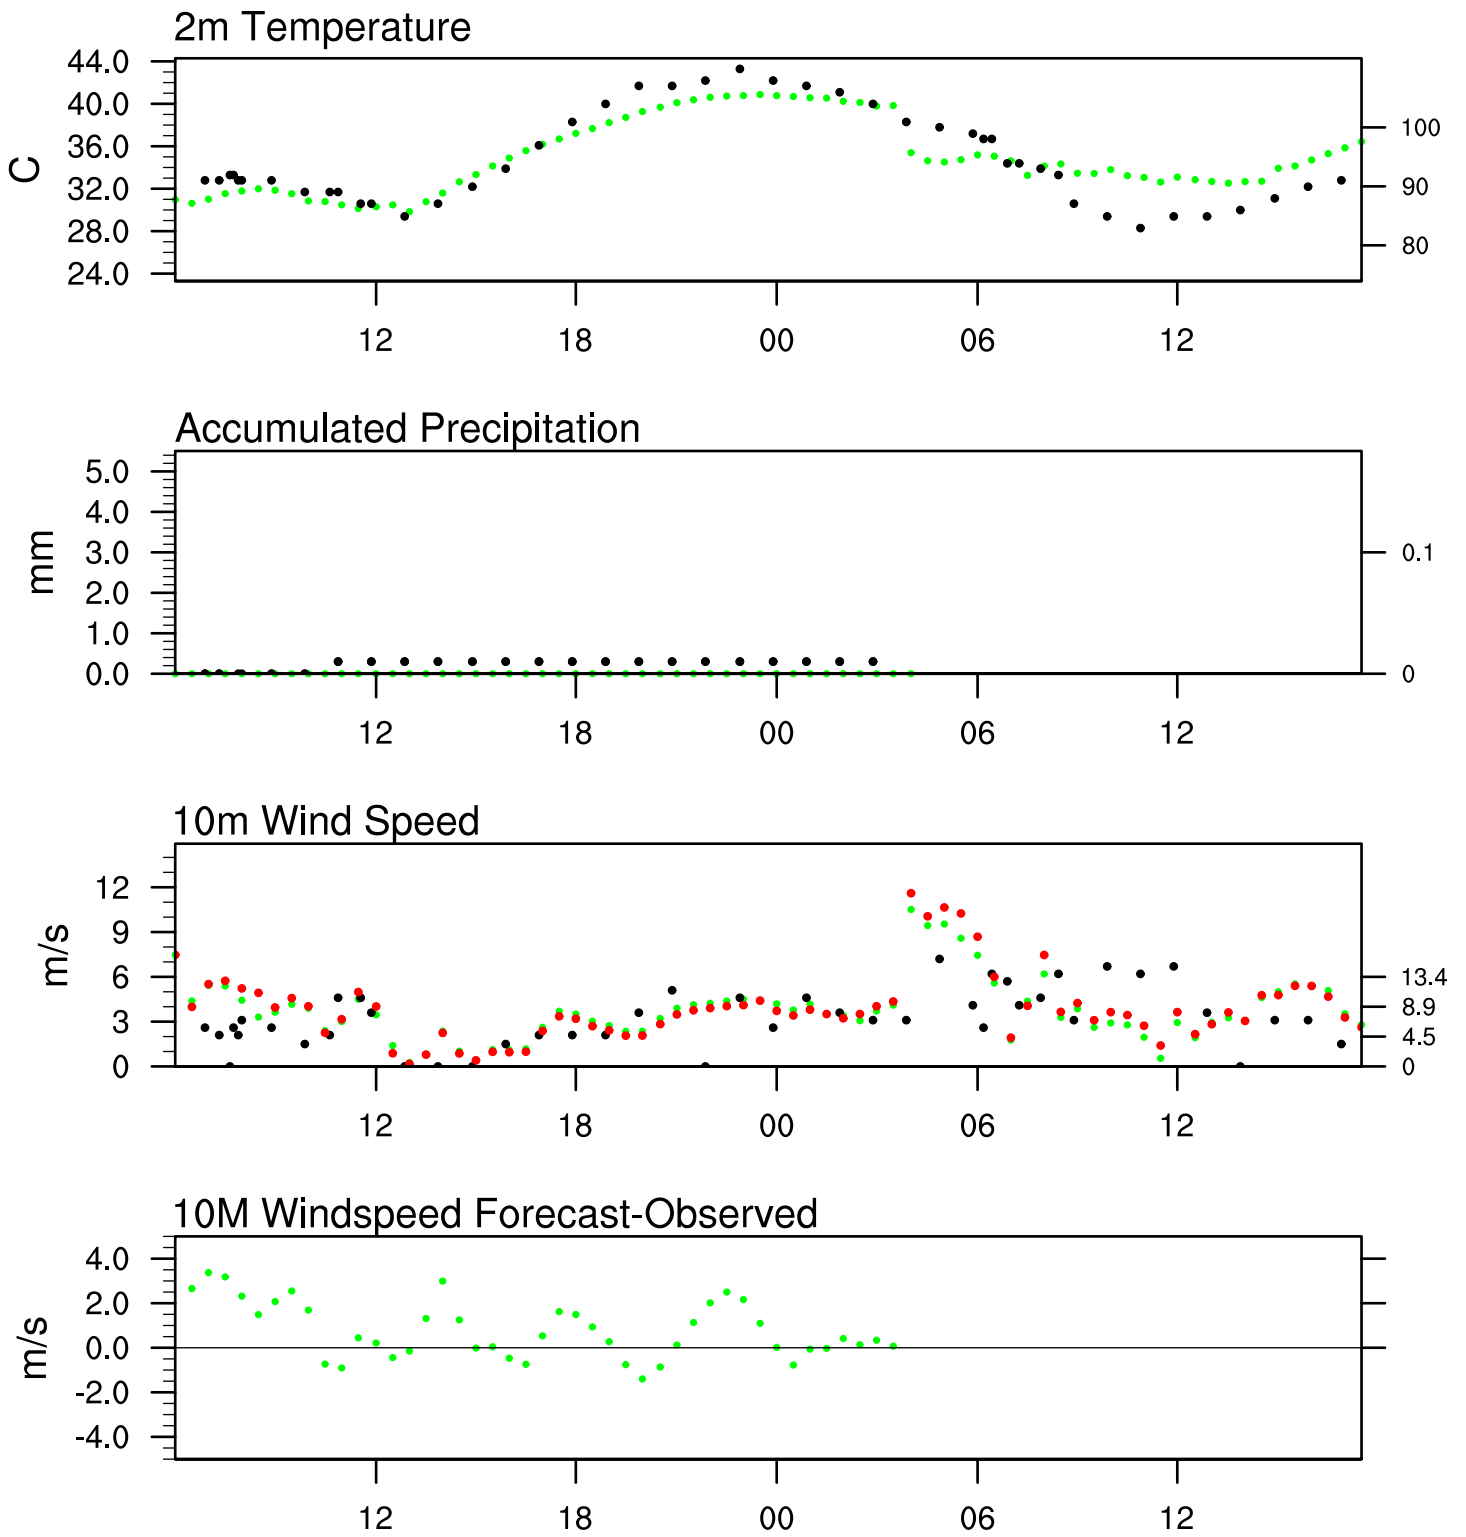 2m Temperature
44.0
40.0
36.0
32.0
28.0
24.0
C
100
90
80
12 18 00 06 12
Accumulated Precipitation
5.0
4.0
3.0
2.0
1.0
0.0
mm
0.1
0
12 18 00 06 12
10m Wind Speed
12
9
6
3
0
m/s
13.4
8.9
4.5
0
12 18 00 06 12
10M Windspeed Forecast-Observed
4.0
2.0
0.0
-2.0
-4.0
m/s
12 18 00 06 12